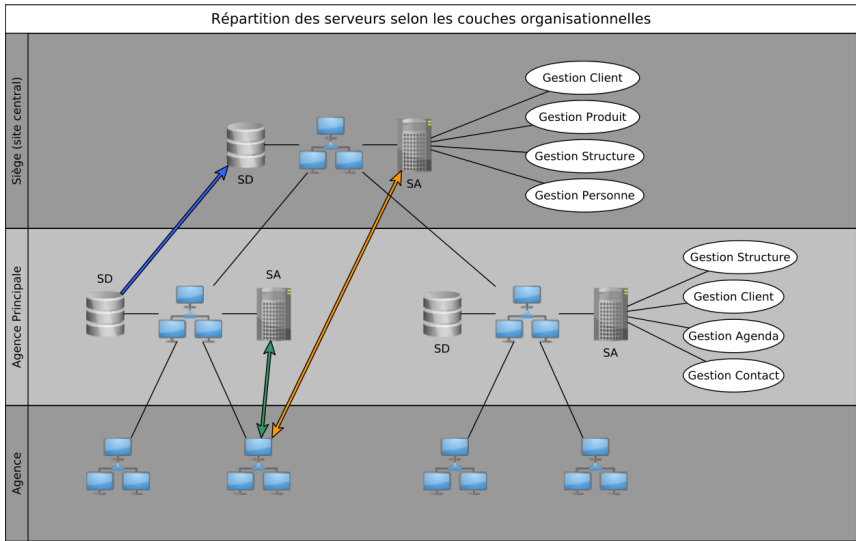 Répartition des serveurs selon les couches organisationnelles
Siège (site central)
Gestion Client
Gestion Produit
Gestion Structure
Gestion Personne
SD
SA
Agence Principale
SD
SA
SD
SA
Gestion Structure
Gestion Client
Gestion Agenda
Gestion Contact
Agence